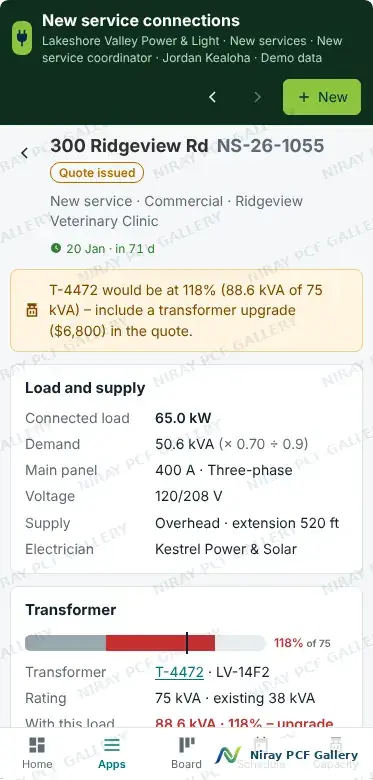 New service connections
Lakeshore Valley Power & Light · New services · New
service coordinator · Jordan Kealoha · Demo data
+ New
300 Ridgeview Rd NS-26-1055
Quote issued
New service · Commercial · Ridgeview
Veterinary Clinic
20 Jan · in 71 d
T-4472 would be at 118% (88.6 kVA of 75
kVA) – include a transformer upgrade
($6,800) in the quote.
Load and supply
Connected load 65.0 kW
Demand 50.6 kVA (× 0.70 ÷ 0.9)
Main panel 400 A · Three-phase
Voltage 120/208 V
Supply Overhead · extension 520 ft
Electrician Kestrel Power & Solar
Transformer
118% of 75
Transformer T-4472 · LV-14F2
Rating 75 kVA · existing 38 kVA
With this load 88.6 kVA · 118% – upgrade
Home Apps Board Schedule Capacity
Niray PCF Gallery
NIRAY PCF GALLERY